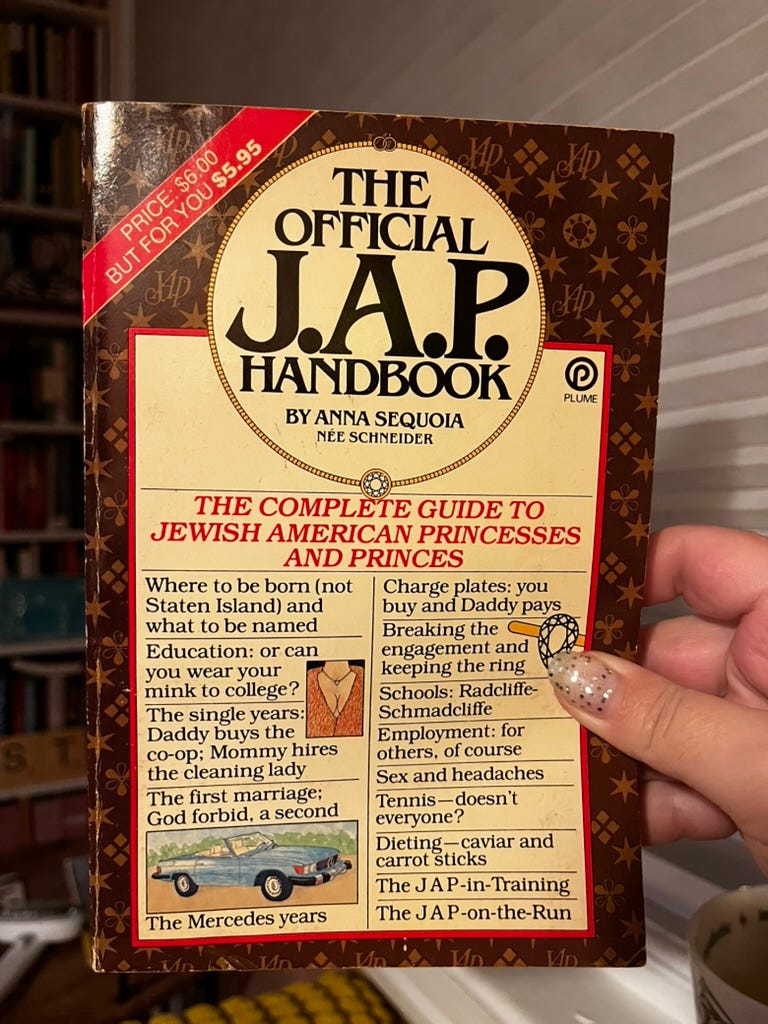 PRICE: $6.00
BUT FOR YOU $5.95
THE
OFFICIAL
J.A.P.
HANDBOOK
BY ANNA SEQUOIA
NÉE SCHNEIDER
P
PLUME
THE COMPLETE GUIDE TO
JEWISH AMERICAN PRINCESSES
AND PRINCES
Where to be born (not
Staten Island) and
what to be named
Education: or can
you wear your
mink to college?
The single years:
Daddy buys the
co-op; Mommy hires
the cleaning lady
The first marriage;
God forbid, a second
The Mercedes years
Charge plates: you
buy and Daddy pays
Breaking the
engagement and
keeping the ring
Schools: Radcliffe-
Schmadcliffe
Employment: for
others, of course
Sex and headaches
Tennis—doesn't
everyone?
Dieting—caviar and
carrot sticks
The JAP-in-Training
The JAP-on-the-Run
JAP
JAP
JAP
JAP
JAP
S T